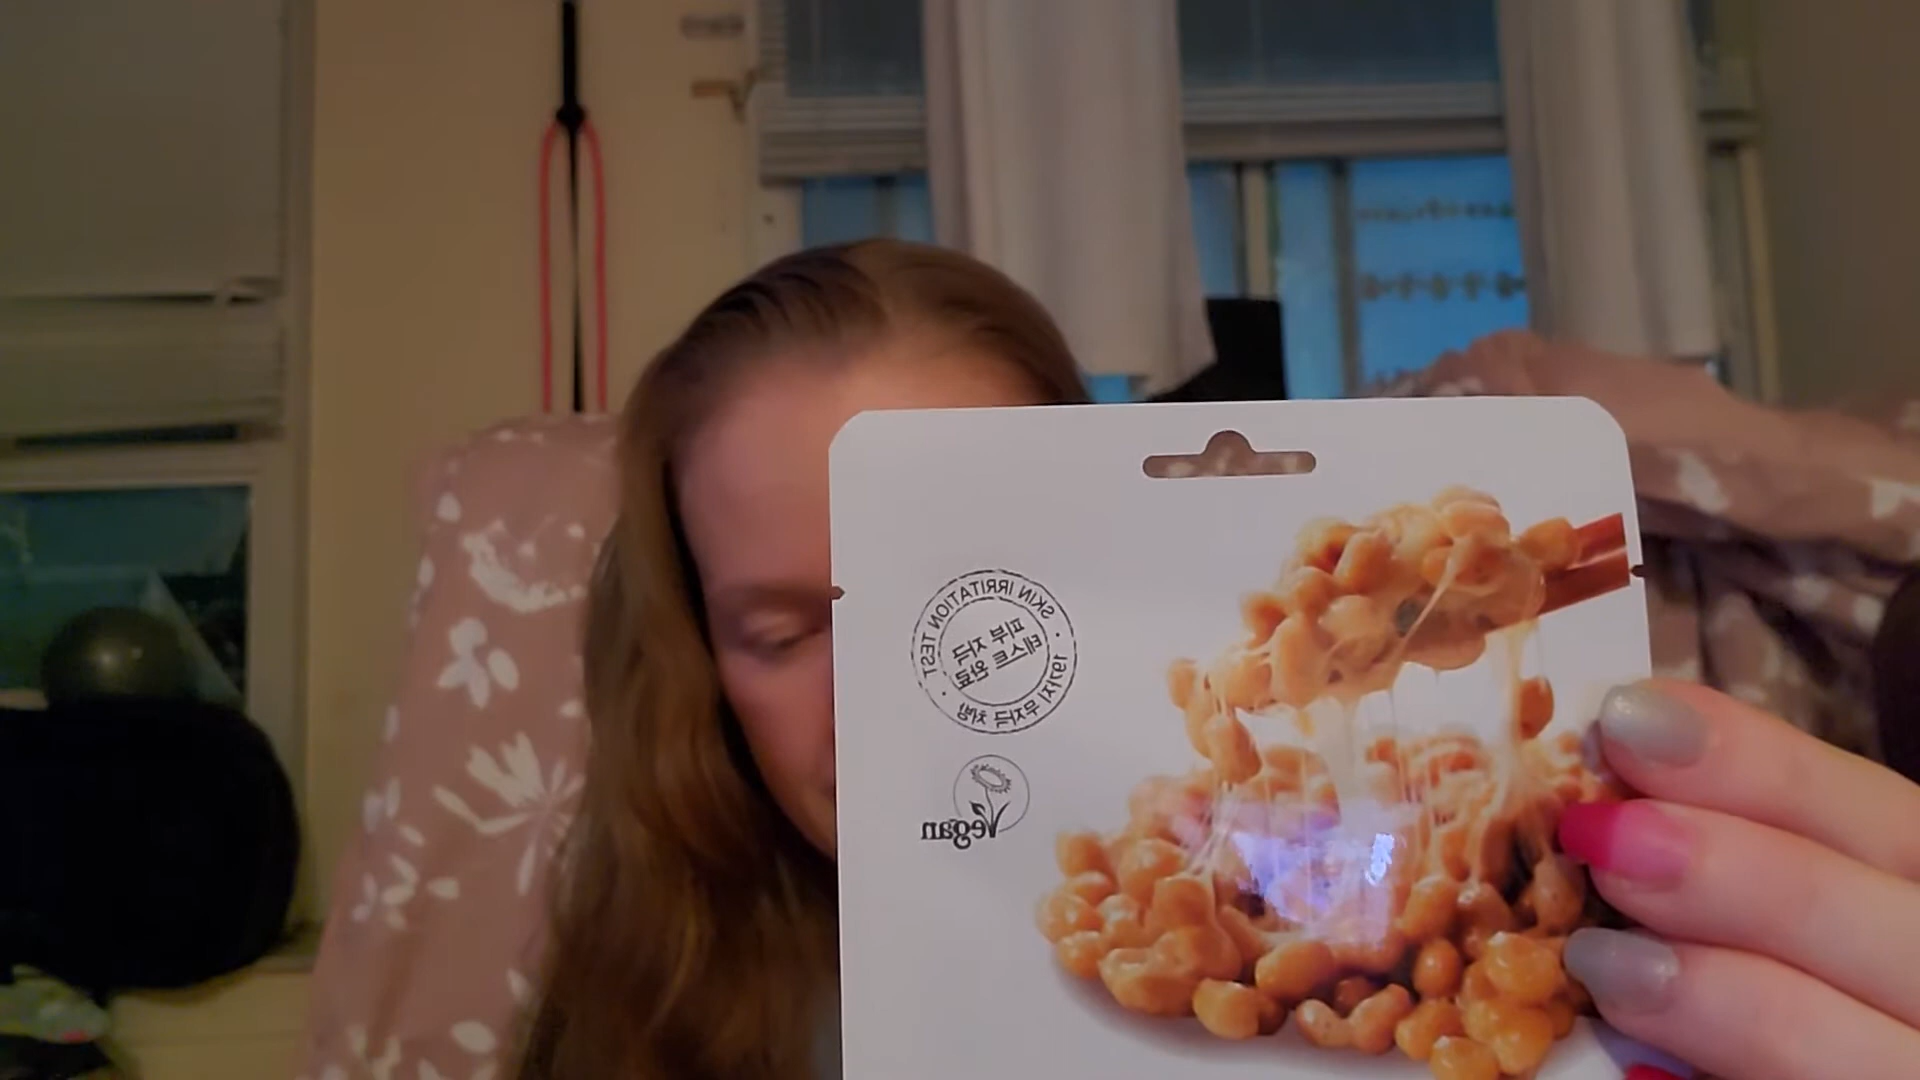 SKIN IRRITATION TEST
피부 자극
테스트 완료
19가지 무자극 처방
Vegan